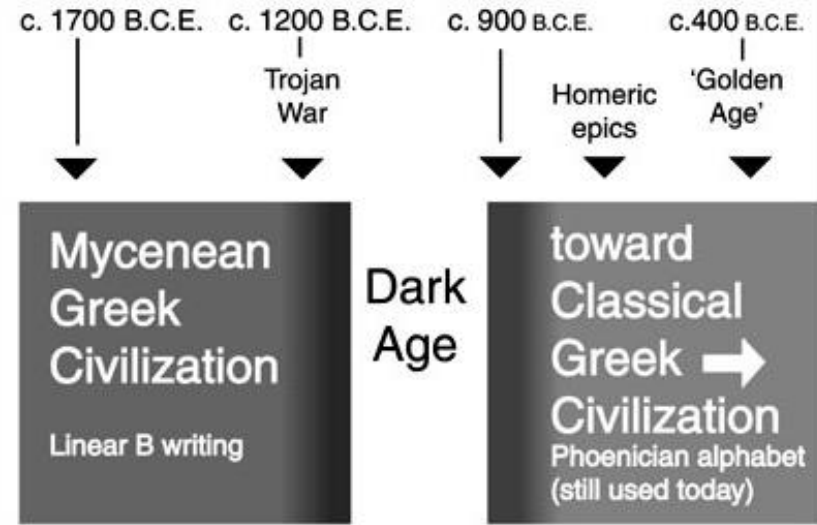 c. 1700 B.C.E. c. 1200 B.C.E. c. 900 B.C.E. c.400 B.C.E.
Trojan
War
Homeric
epics
'Golden
Age'
Mycenean
Greek
Civilization
Linear B writing
Dark
Age
toward
Classical
Greek
Civilization
Phoenician alphabet
(still used today)